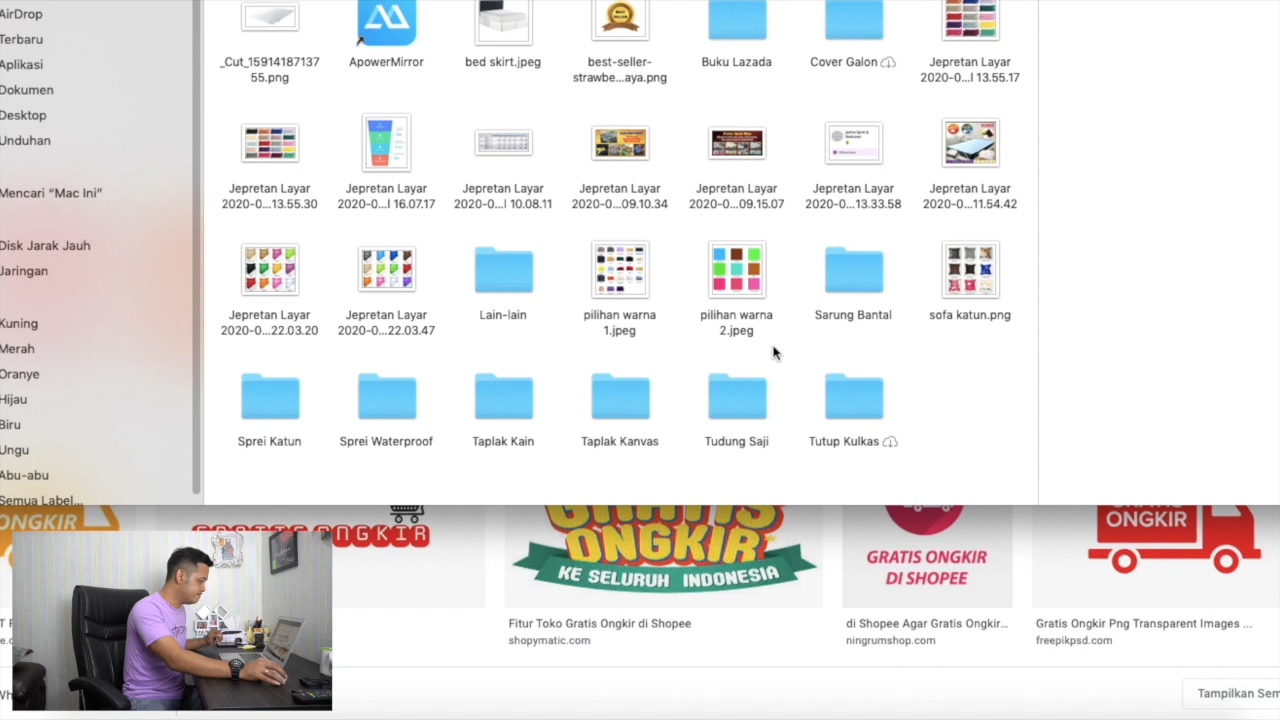 AirDrop
Terbaru
Aplikasi
Dokumen
Desktop
Unduhan
Mencari “Mac Ini”
Disk Jarak Jauh
Jaringan
Kuning
Merah
Oranye
Hijau
Biru
Ungu
Abu-abu
Semua Label...
_Cut_15914187137
55.png
ApowerMirror
bed skirt.jpeg
best-seller-
strawbe...aya.png
Buku Lazada
Cover Galon
Jepretan Layar
2020-0...l 13.55.17
Jepretan Layar
2020-0...13.55.30
Jepretan Layar
2020-0...l 16.07.17
Jepretan Layar
2020-0...l 10.08.11
Jepretan Layar
2020-0...09.10.34
Jepretan Layar
2020-0...09.15.07
Jepretan Layar
2020-0...13.33.58
Jepretan Layar
2020-0...11.54.42
Jepretan Layar
2020-0...22.03.20
Jepretan Layar
2020-0...22.03.47
Lain-lain
pilihan warna
1.jpeg
pilihan warna
2.jpeg
Sarung Bantal
sofa katun.png
Sprei Katun
Sprei Waterproof
Taplak Kain
Taplak Kanvas
Tudung Saji
Tutup Kulkas
ONGKIR
GRATIS ONGKIR
GRATIS
ONGKIR
KE SELURUH INDONESIA
GRATIS ONGKIR
DI SHOPEE
GRATIS
ONGKIR
Fitur Toko Gratis Ongkir di Shopee
shopymatic.com
di Shopee Agar Gratis Ongkir...
ningrumshop.com
Gratis Ongkir Png Transparent Images ...
freepikpsd.com
Tampilkan Sem